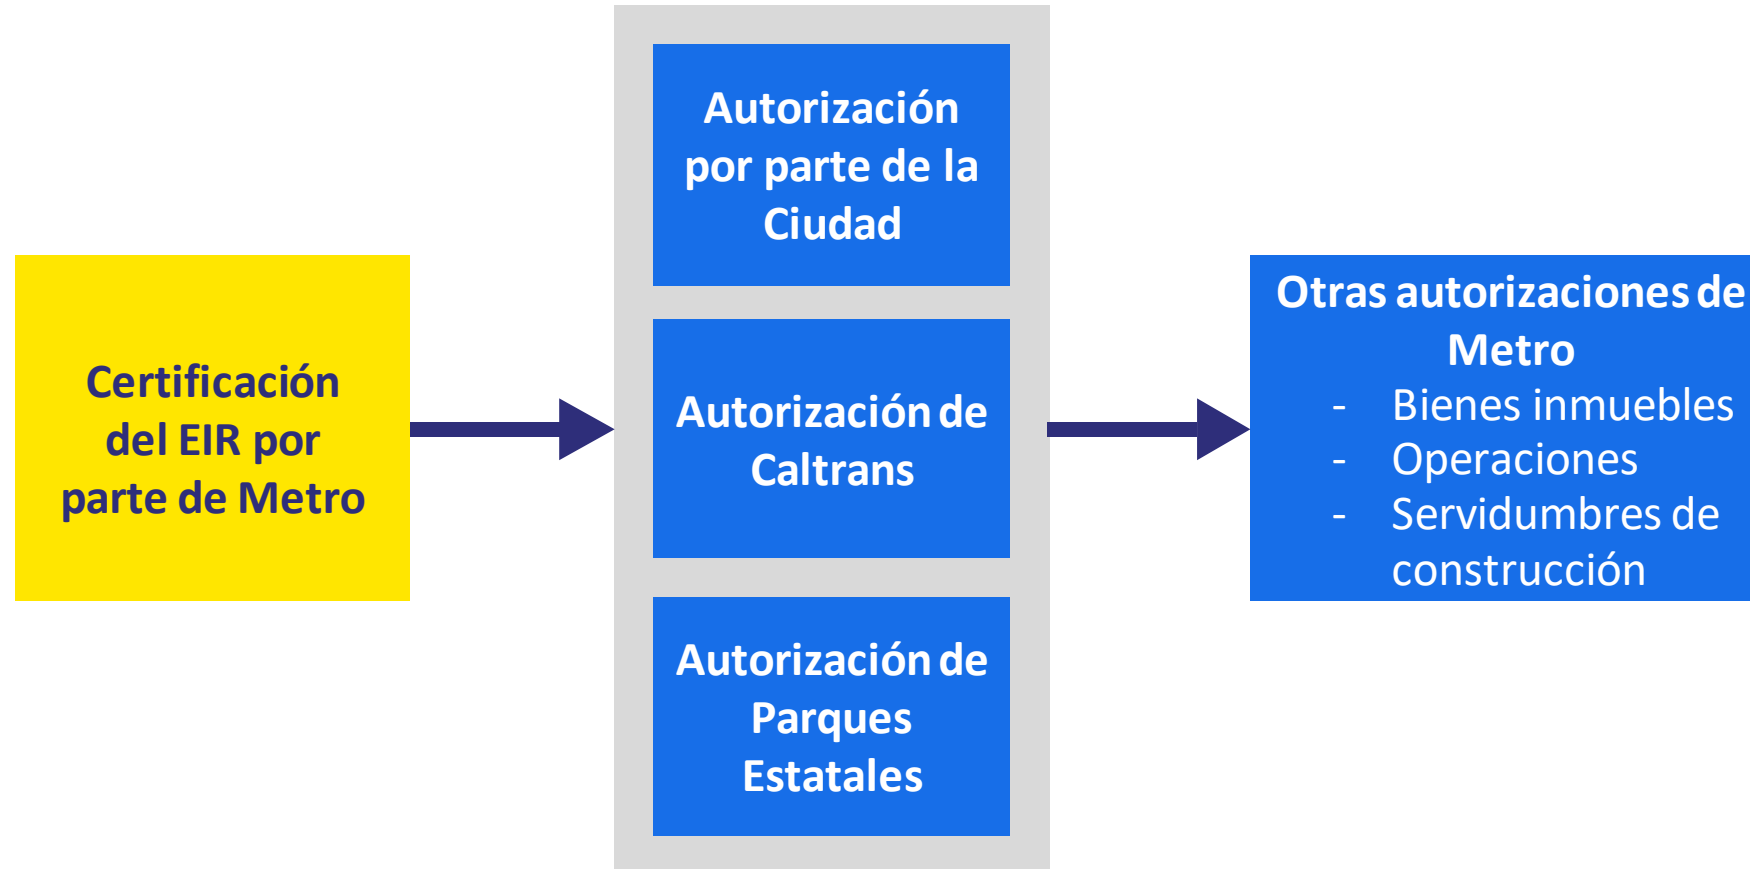 Certificación
del EIR por
parte de Metro
Autorización
por parte de la
Ciudad
Autorización de
Caltrans
Autorización de
Parques
Estatales
Otras autorizaciones de
Metro
- Bienes inmuebles
- Operaciones
- Servidumbres de
construcción